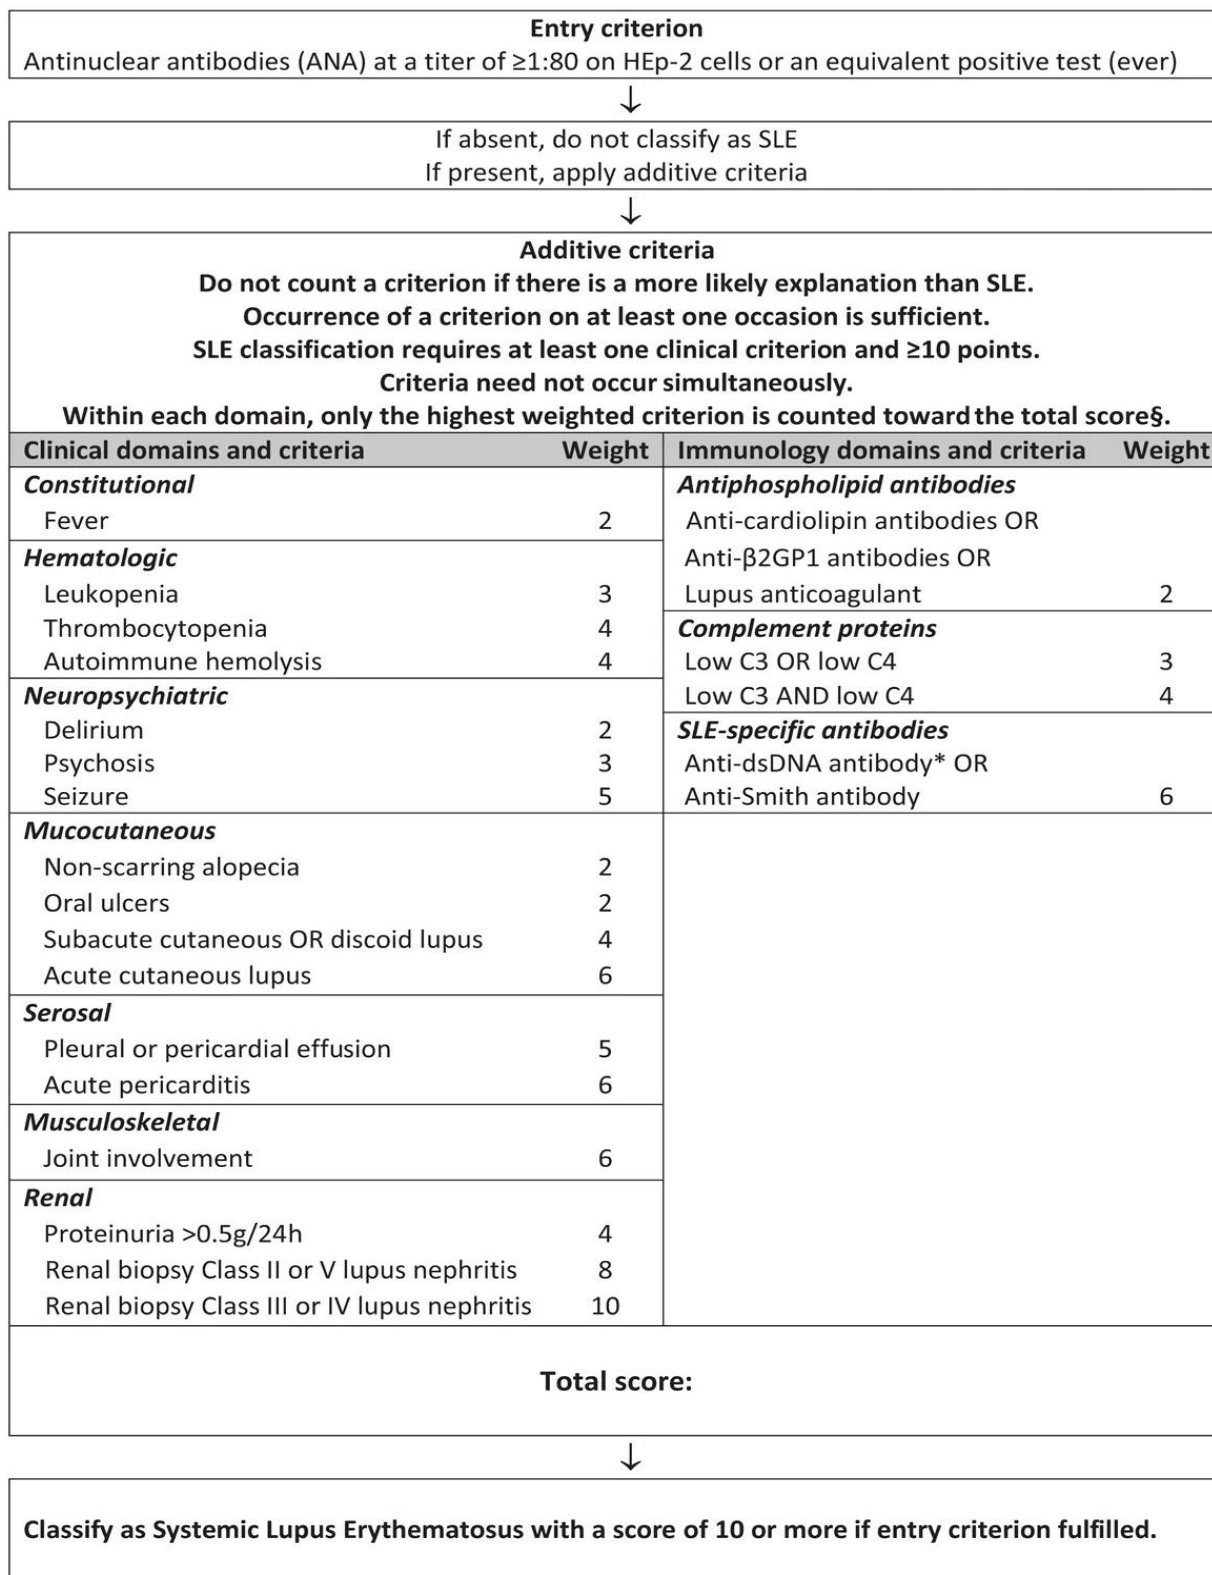 Entry criterion
Antinuclear antibodies (ANA) at a titer of ≥1:80 on HEp-2 cells or an equivalent positive test (ever)
↓
If absent, do not classify as SLE
If present, apply additive criteria
↓
Additive criteria
Do not count a criterion if there is a more likely explanation than SLE.
Occurrence of a criterion on at least one occasion is sufficient.
SLE classification requires at least one clinical criterion and ≥10 points.
Criteria need not occur simultaneously.
Within each domain, only the highest weighted criterion is counted toward the total score§.
Clinical domains and criteria Weight
Constitutional
Fever 2
Hematologic
Leukopenia 3
Thrombocytopenia 4
Autoimmune hemolysis 4
Neuropsychiatric
Delirium 2
Psychosis 3
Seizure 5
Mucocutaneous
Non-scarring alopecia 2
Oral ulcers 2
Subacute cutaneous OR discoid lupus 4
Acute cutaneous lupus 6
Serosal
Pleural or pericardial effusion 5
Acute pericarditis 6
Musculoskeletal
Joint involvement 6
Renal
Proteinuria >0.5g/24h 4
Renal biopsy Class II or V lupus nephritis 8
Renal biopsy Class III or IV lupus nephritis 10
Immunology domains and criteria Weight
Antiphospholipid antibodies
Anti-cardiolipin antibodies OR
Anti-β2GP1 antibodies OR
Lupus anticoagulant 2
Complement proteins
Low C3 OR low C4 3
Low C3 AND low C4 4
SLE-specific antibodies
Anti-dsDNA antibody* OR
Anti-Smith antibody 6
Total score:
↓
Classify as Systemic Lupus Erythematosus with a score of 10 or more if entry criterion fulfilled.